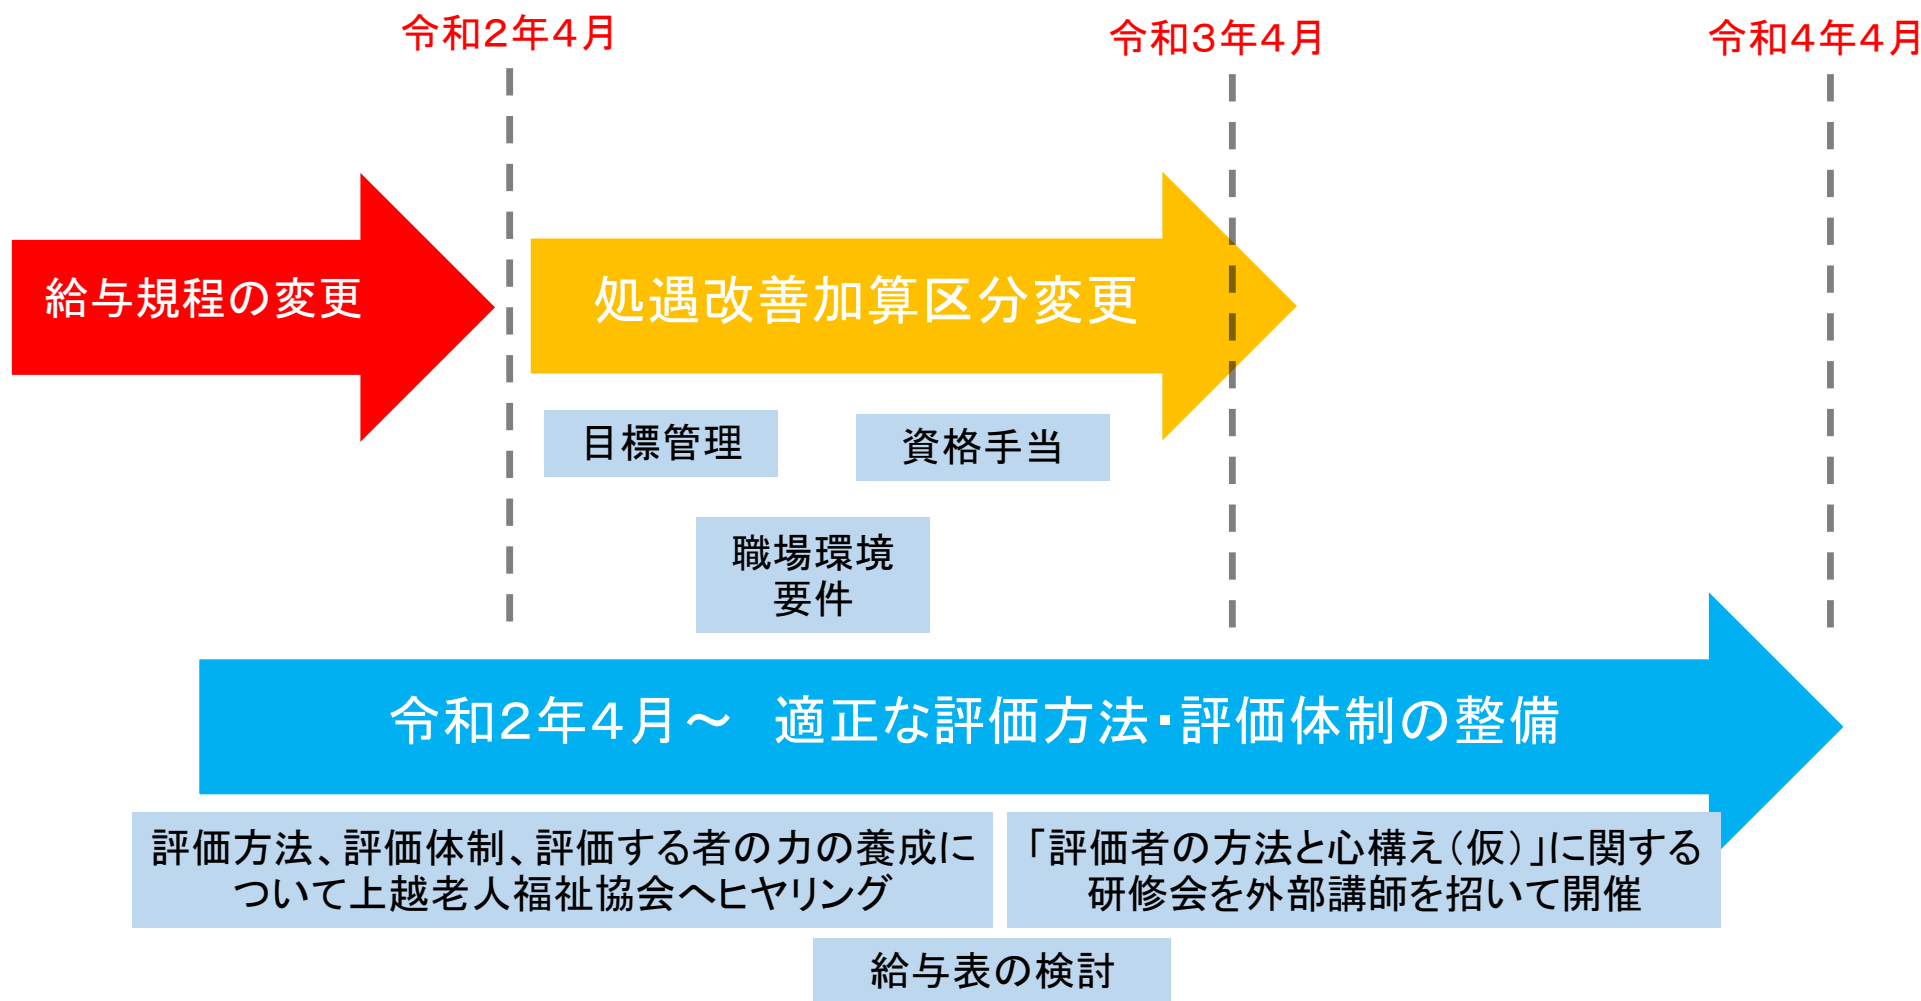 令和2年4月
令和3年4月
令和4年4月
給与規程の変更
処遇改善加算区分変更
目標管理
資格手当
職場環境
要件
令和2年4月～　適正な評価方法・評価体制の整備
評価方法、評価体制、評価する者の力の養成に
ついて上越老人福祉協会へヒヤリング
「評価者の方法と心構え（仮）」に関する
研修会を外部講師を招いて開催
給与表の検討